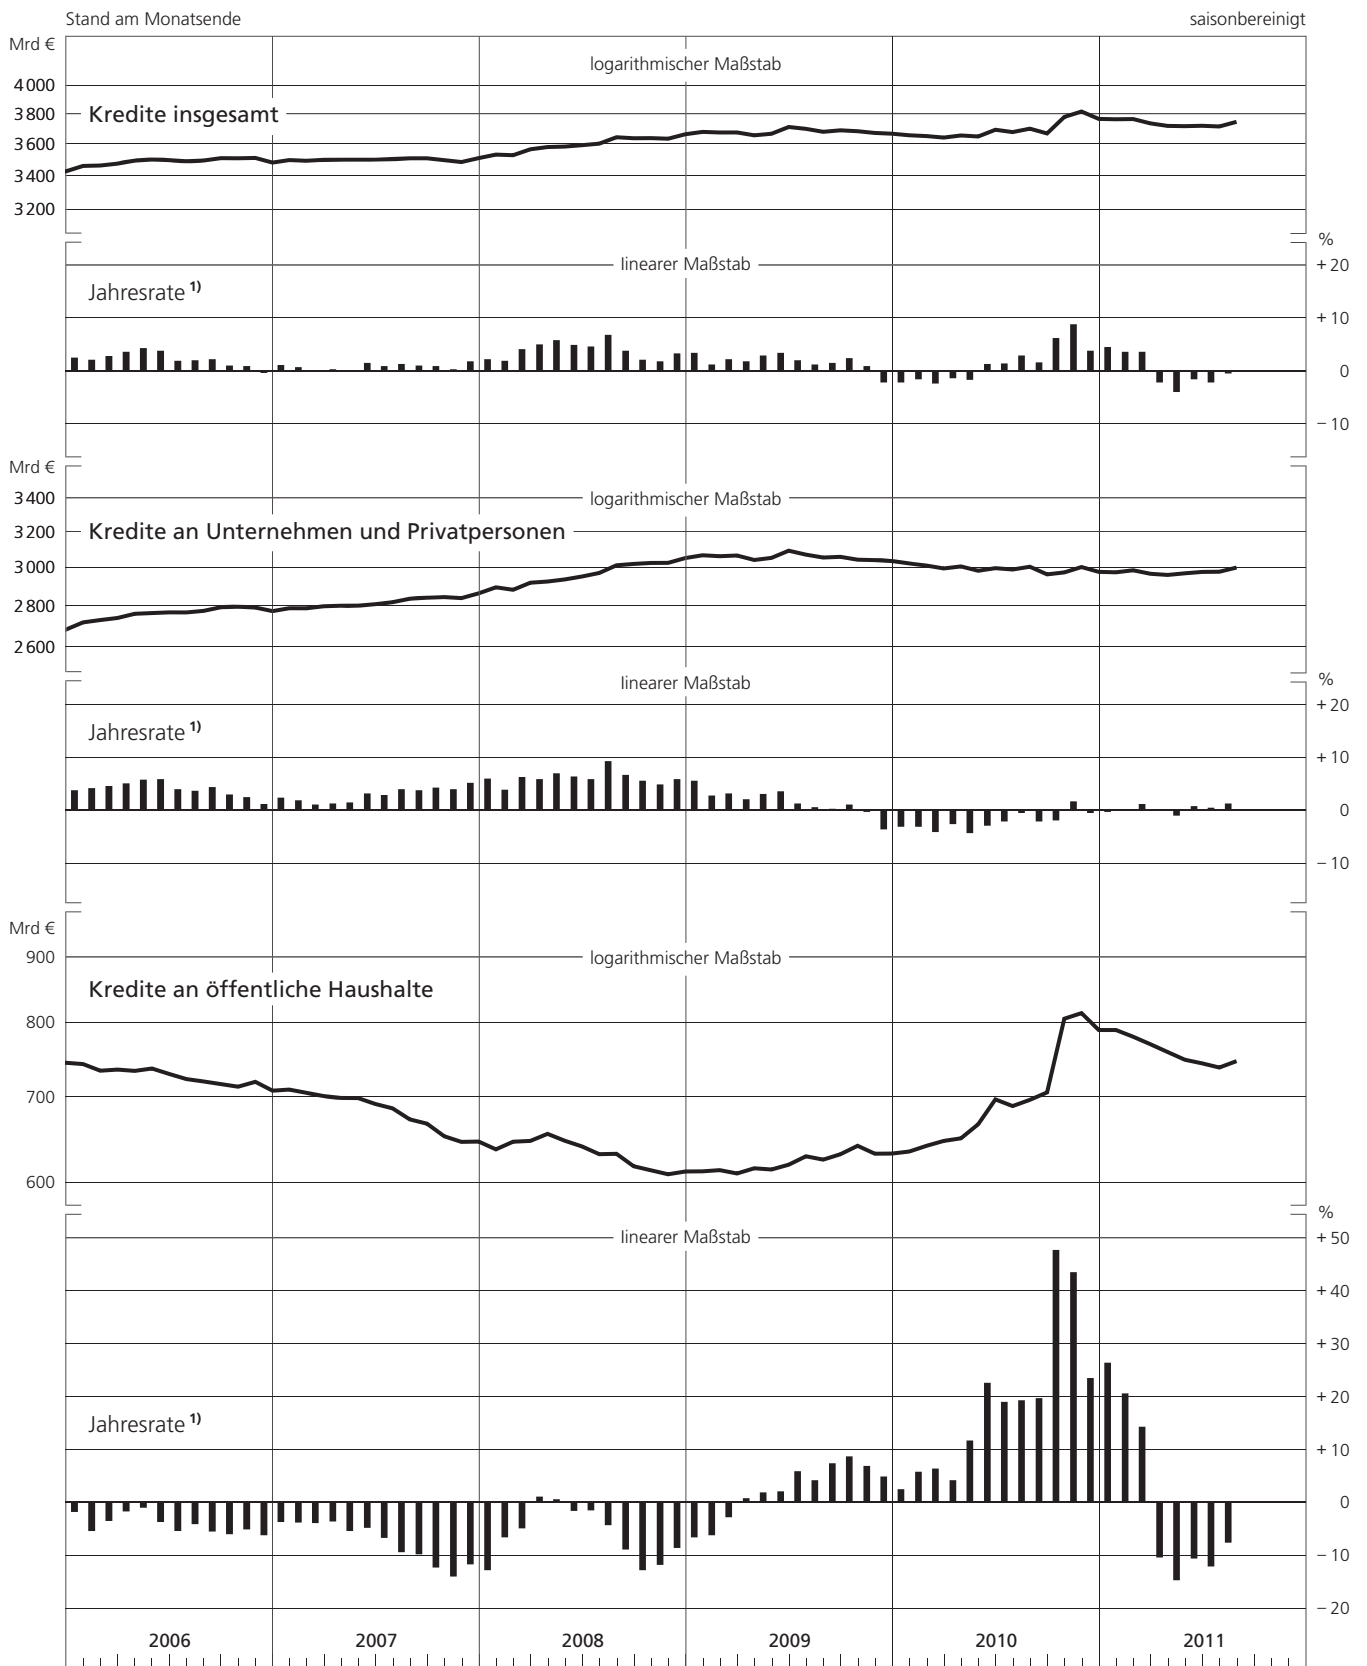 Stand am Monatsende saisonbereinigt
Mrd €
logarithmischer Maßstab
4 000
3 800
Kredite insgesamt
3 600
3 400
3 200
%
linearer Maßstab
+ 20
Jahresrate 1)
+ 10
0
– 10
Mrd €
3 400
logarithmischer Maßstab
3 200
Kredite an Unternehmen und Privatpersonen
3 000
2 800
2 600
linearer Maßstab
%
+ 20
Jahresrate 1)
+ 10
0
– 10
Mrd €
900
logarithmischer Maßstab
Kredite an öffentliche Haushalte
800
700
600
%
linearer Maßstab
+ 50
+ 40
+ 30
+ 20
Jahresrate 1)
+ 10
0
– 10
– 20
2006 2007 2008 2009 2010 2011